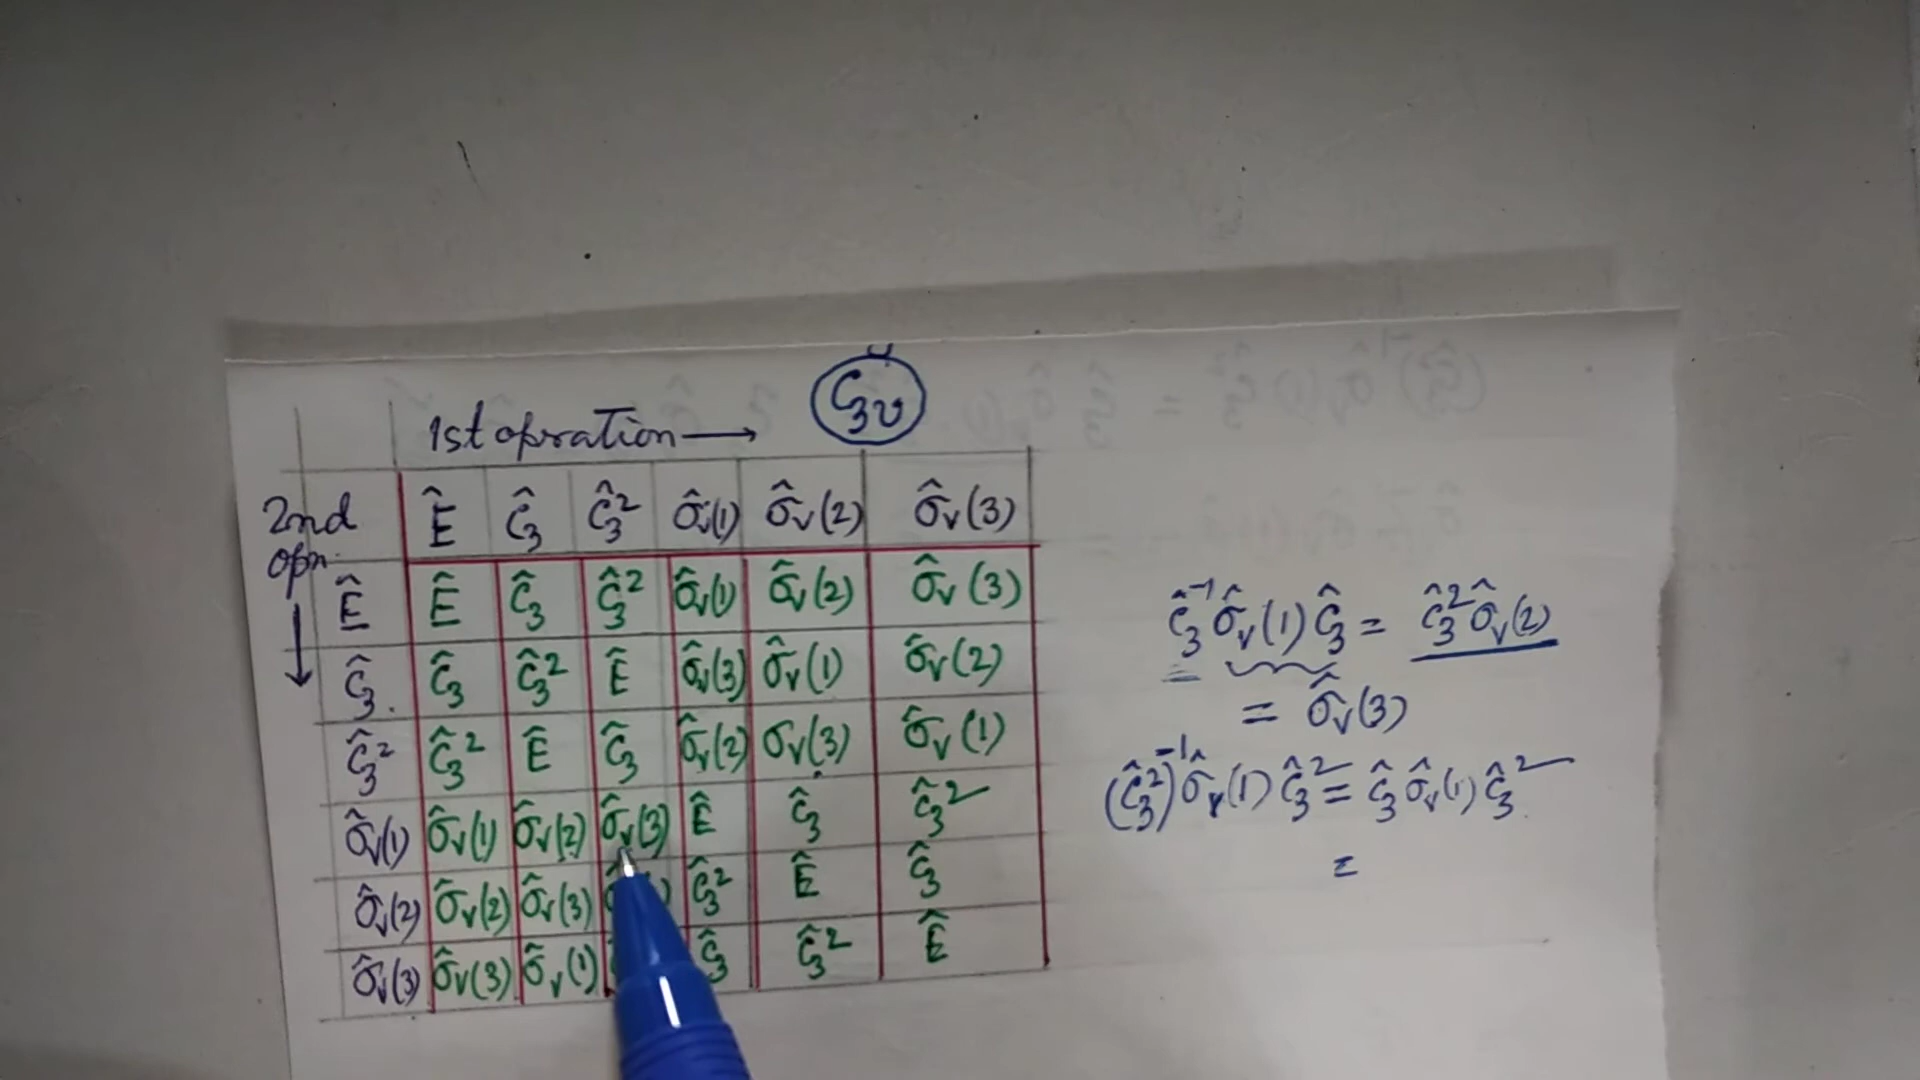 1st opration → C₃ᵥ
2nd opn. ↓ Ê Ĉ₃ Ĉ₃² σ̂ᵥ(1) σ̂ᵥ(2) σ̂ᵥ(3)
Ê Ê Ĉ₃ Ĉ₃² σ̂ᵥ(1) σ̂ᵥ(2) σ̂ᵥ(3)
Ĉ₃. Ĉ₃ Ĉ₃² Ê σ̂ᵥ(3) σ̂ᵥ(1) σ̂ᵥ(2)
Ĉ₃² Ĉ₃² Ê Ĉ₃ σ̂ᵥ(2) σᵥ(3) σ̂ᵥ(1)
σ̂ᵥ(1) σ̂ᵥ(1) σ̂ᵥ(2) σ̂ᵥ(3) Ê Ĉ₃ Ĉ₃²
σ̂ᵥ(2) σ̂ᵥ(2) σ̂ᵥ(3) Ĉ₃² Ê Ĉ₃
σ̂ᵥ(3) σ̂ᵥ(3) σ̂ᵥ(1) Ĉ₃ Ĉ₃² Ê
Ĉ₃⁻¹ σ̂ᵥ(1) Ĉ₃ = Ĉ₃² σ̂ᵥ(2)
= σ̂ᵥ(3)
(Ĉ₃²)⁻¹ σ̂ᵥ(1) Ĉ₃² = Ĉ₃ σ̂ᵥ(1) Ĉ₃²
=